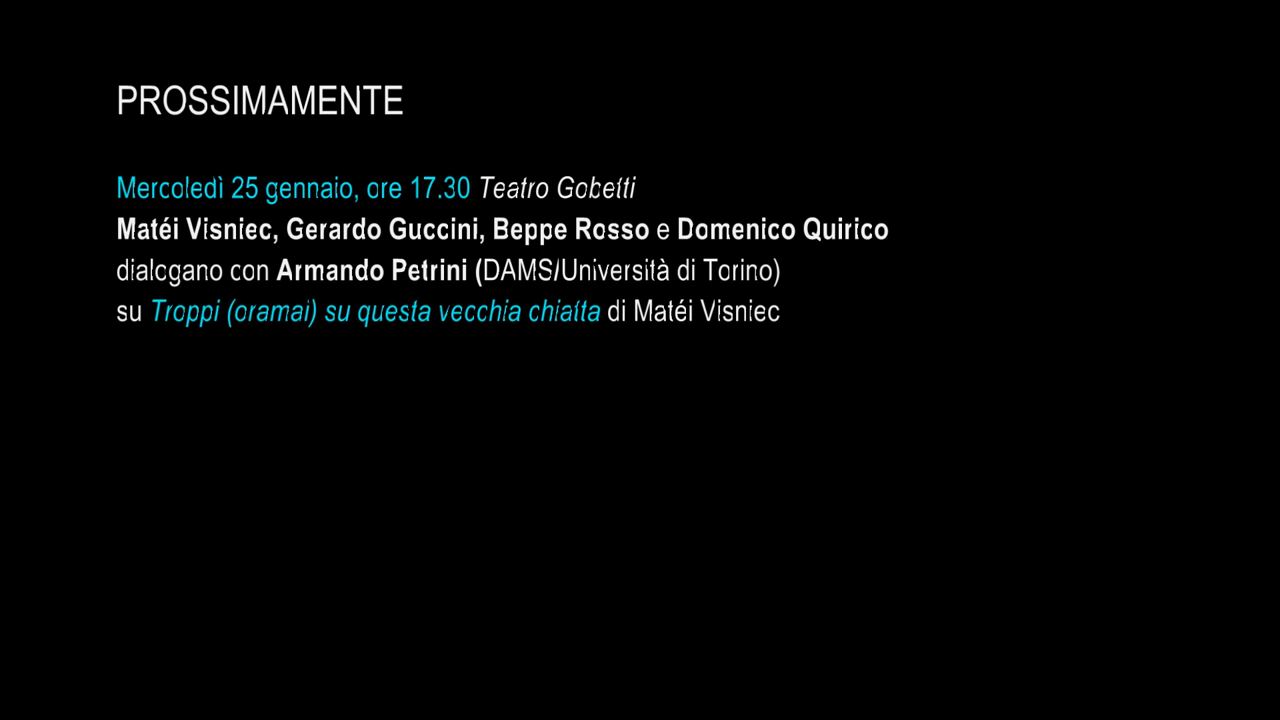 PROSSIMAMENTE
Mercoledì 25 gennaio, ore 17.30 Teatro Gobetti
Matéi Visniec, Gerardo Guccini, Beppe Rosso e Domenico Quirico
dialogano con Armando Petrini (DAMS/Università di Torino)
su Troppi (oramai) su questa vecchia chiatta di Matéi Visniec